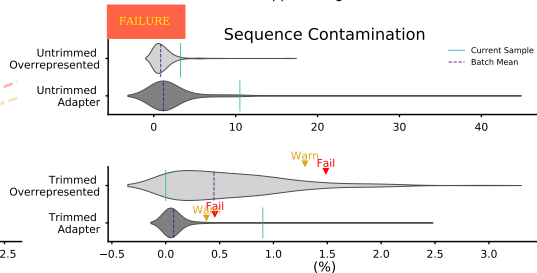 FAILURE
Sequence Contamination
Untrimmed
Overrepresented
Current Sample
Batch Mean
Untrimmed
Adapter
0 10 20 30 40
Warn
Fail
Trimmed
Overrepresented
Fail
Warn
Trimmed
Adapter
2.5 −0.5 0.0 0.5 1.0 1.5 2.0 2.5 3.0
(%)